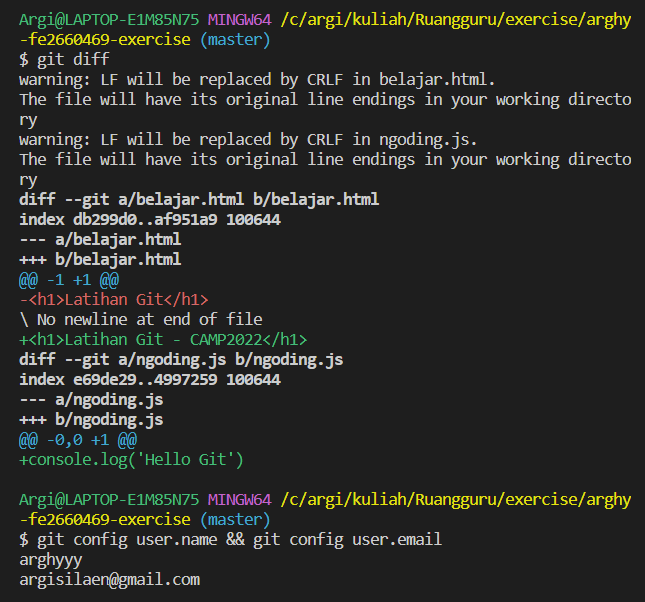 Argi@LAPTOP-E1M85N75 MINGW64 /c/argi/kuliah/Ruangguru/exercise/arghy
-fe2660469-exercise (master)
$ git diff
warning: LF will be replaced by CRLF in belajar.html.
The file will have its original line endings in your working directo
ry
warning: LF will be replaced by CRLF in ngoding.js.
The file will have its original line endings in your working directo
ry
diff --git a/belajar.html b/belajar.html
index db299d0..af951a9 100644
--- a/belajar.html
+++ b/belajar.html
@@ -1 +1 @@
-<h1>Latihan Git</h1>
\ No newline at end of file
+<h1>Latihan Git - CAMP2022</h1>
diff --git a/ngoding.js b/ngoding.js
index e69de29..4997259 100644
--- a/ngoding.js
+++ b/ngoding.js
@@ -0,0 +1 @@
+console.log('Hello Git')
Argi@LAPTOP-E1M85N75 MINGW64 /c/argi/kuliah/Ruangguru/exercise/arghy
-fe2660469-exercise (master)
$ git config user.name && git config user.email
arghyyy
argisilaen@gmail.com